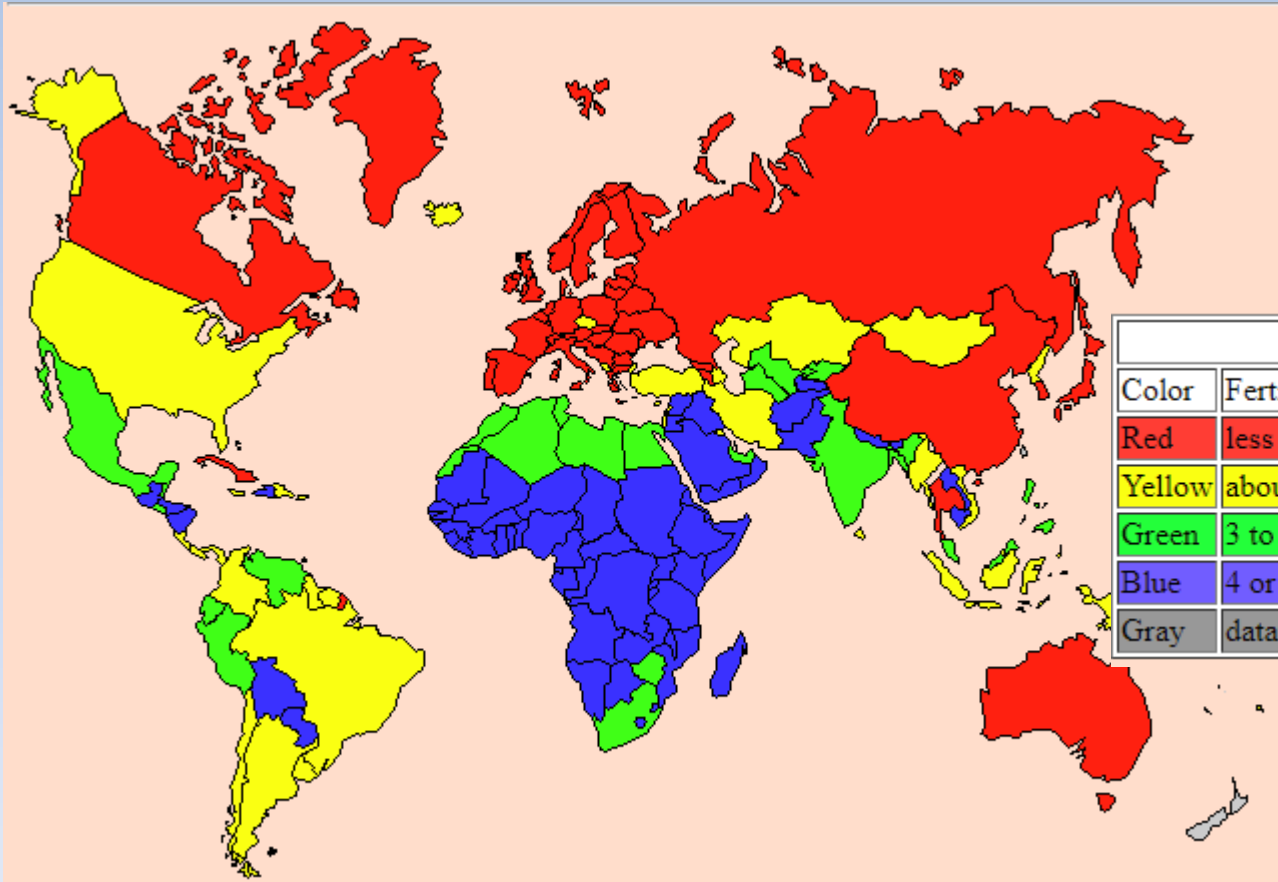 Color Fert
Red less
Yellow abou
Green 3 to
Blue 4 or
Gray data